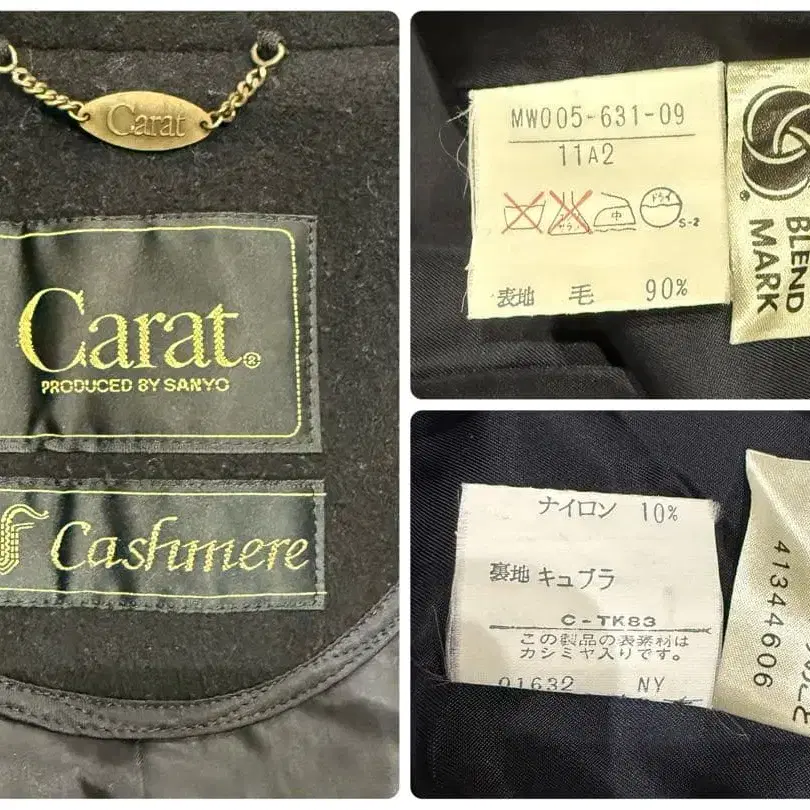 Carat
Carat®
PRODUCED BY SANYO
Cashmere
MW005-631-09
11A2
中
ドライ
S-2
表地 毛 90%
BLEND
MARK
ナイロン 10%
裏地 キュプラ
C-TK83
この製品の表素材は
カシミヤ入りです。
01632 NY
41344606